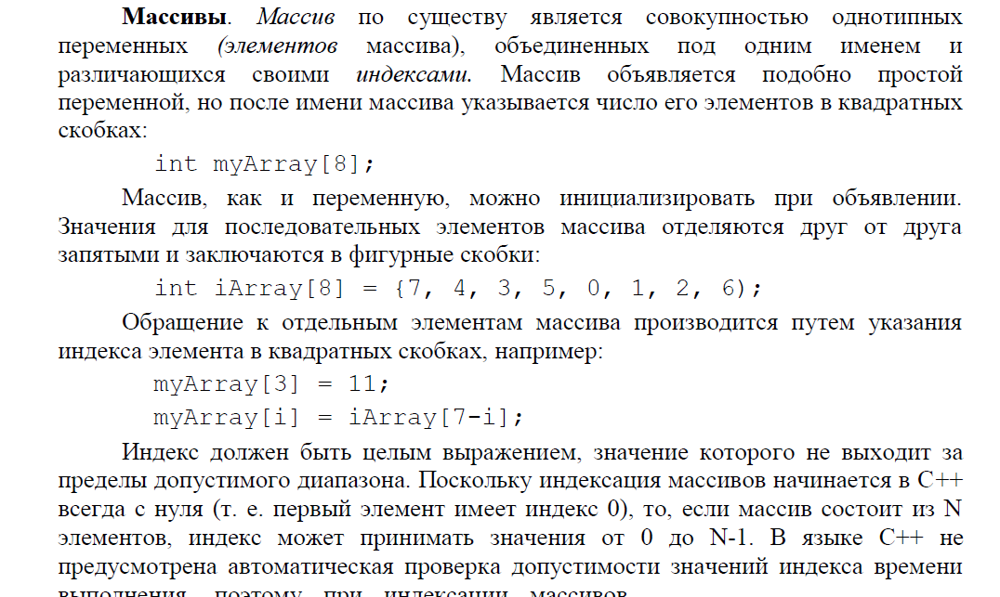 Массивы. Массив по существу является совокупностью однотипных
переменных (элементов массива), объединенных под одним именем и
различающихся своими индексами. Массив объявляется подобно простой
переменной, но после имени массива указывается число его элементов в квадратных
скобках:
int myArray[8];
Массив, как и переменную, можно инициализировать при объявлении.
Значения для последовательных элементов массива отделяются друг от друга
запятыми и заключаются в фигурные скобки:
int iArray[8] = {7, 4, 3, 5, 0, 1, 2, 6);
Обращение к отдельным элементам массива производится путем указания
индекса элемента в квадратных скобках, например:
myArray[3] = 11;
myArray[i] = iArray[7-i];
Индекс должен быть целым выражением, значение которого не выходит за
пределы допустимого диапазона. Поскольку индексация массивов начинается в C++
всегда с нуля (т. е. первый элемент имеет индекс 0), то, если массив состоит из N
элементов, индекс может принимать значения от 0 до N-1. В языке C++ не
предусмотрена автоматическая проверка допустимости значений индекса времени
выполнения, поэтому при индексации массивов